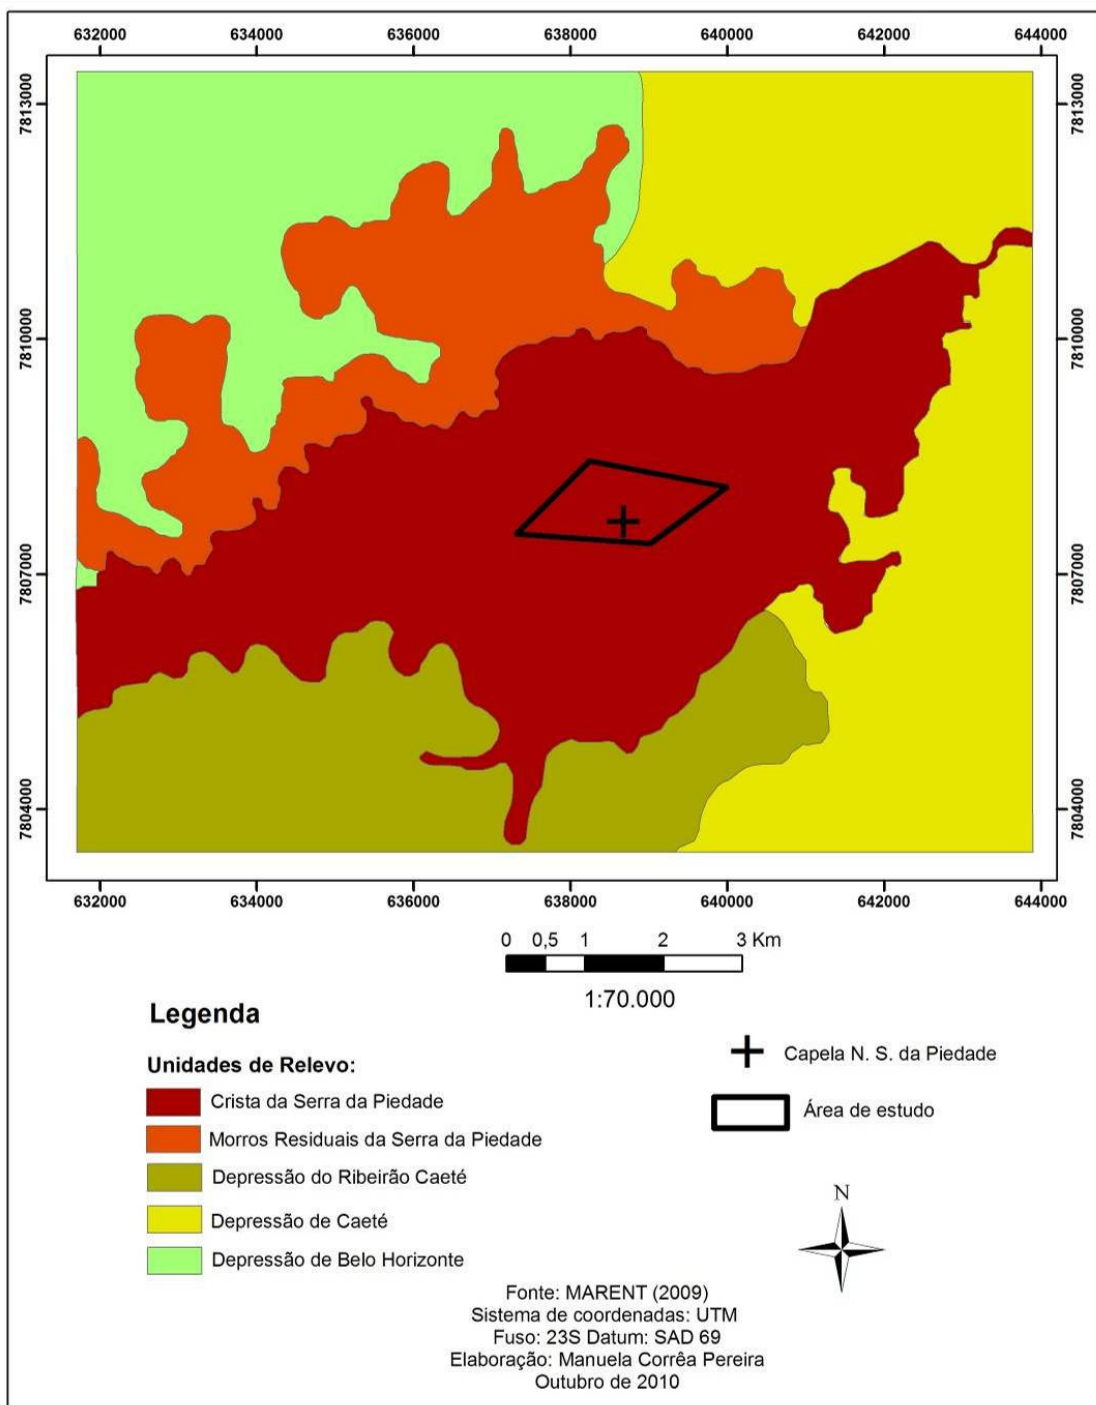 632000 634000 636000 638000 640000 642000 644000
7813000 7813000
7810000 7810000
7807000 7807000
7804000 7804000
632000 634000 636000 638000 640000 642000 644000
0 0,5 1 2 3 Km
1:70.000
Legenda
Unidades de Relevo:
Crista da Serra da Piedade
Morros Residuais da Serra da Piedade
Depressão do Ribeirão Caeté
Depressão de Caeté
Depressão de Belo Horizonte
Capela N. S. da Piedade
Área de estudo
N
Fonte: MARENT (2009)
Sistema de coordenadas: UTM
Fuso: 23S Datum: SAD 69
Elaboração: Manuela Corrêa Pereira
Outubro de 2010